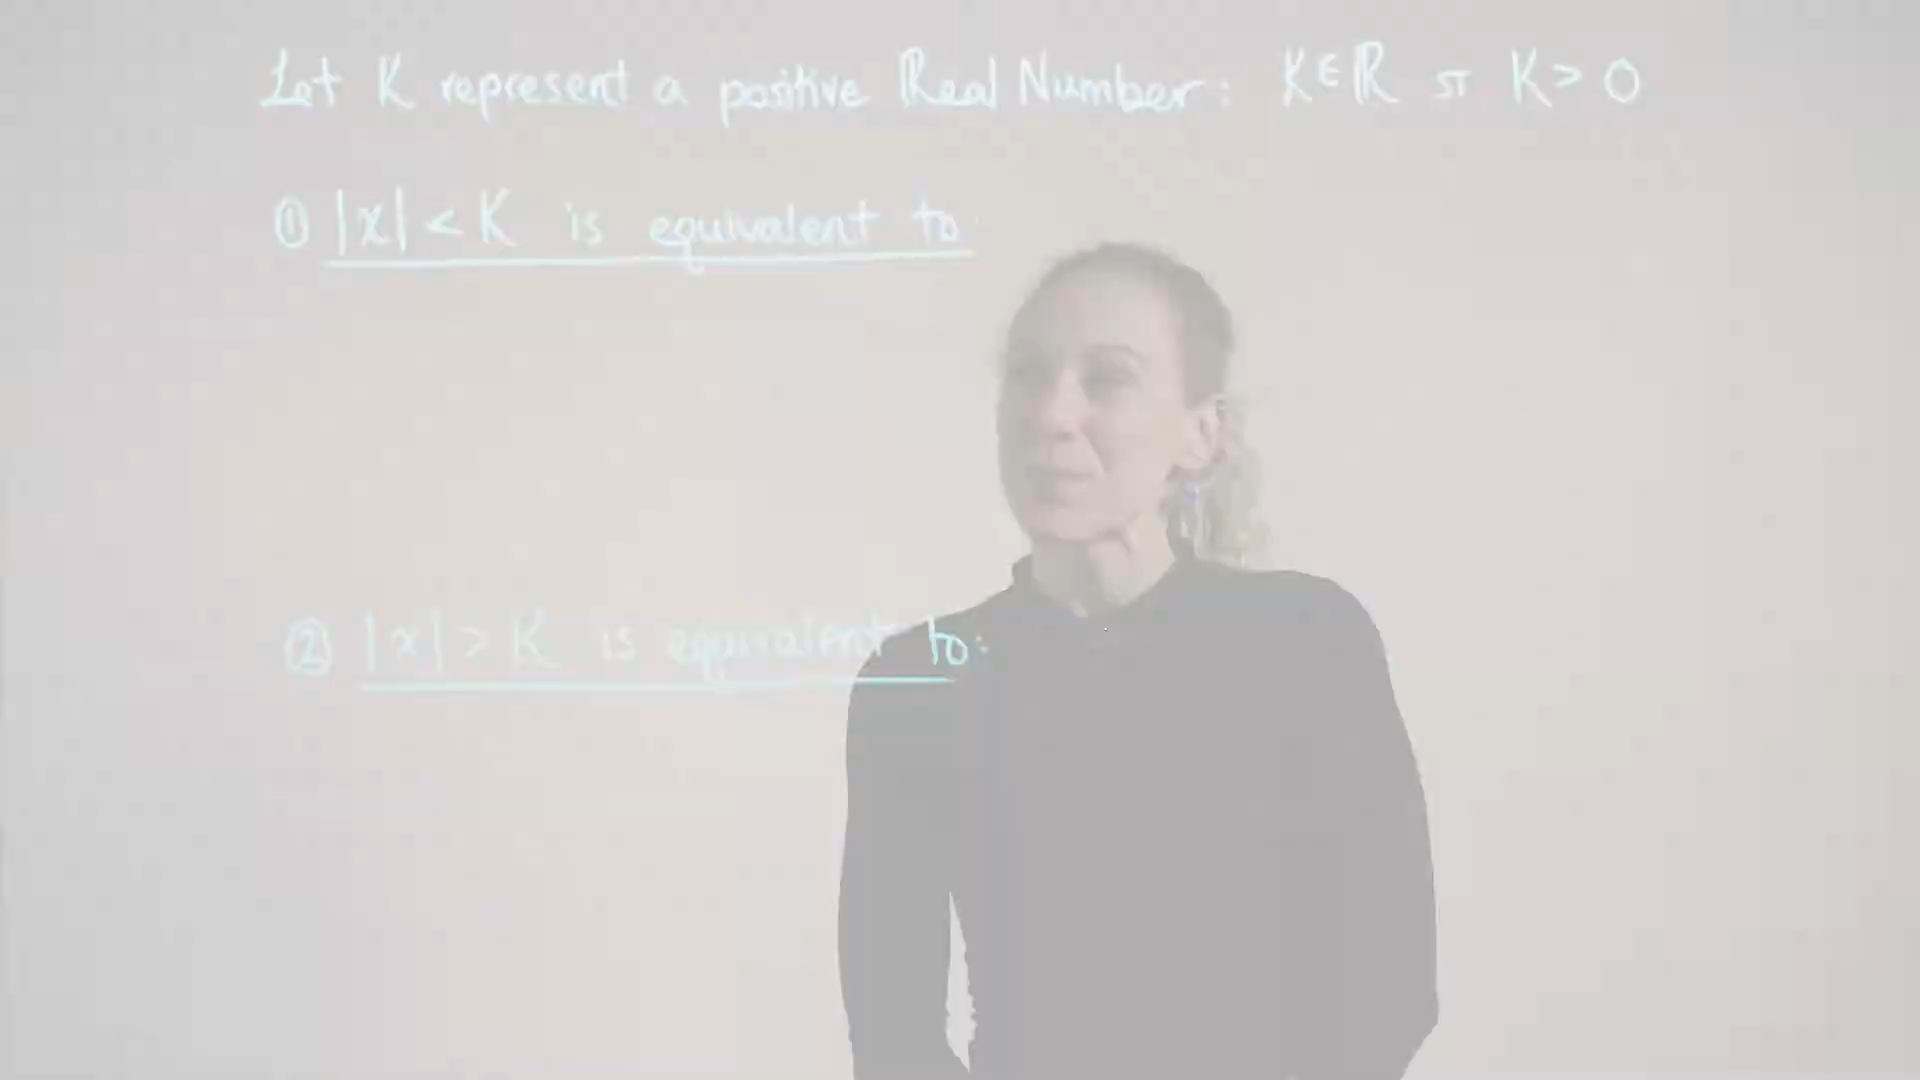 Let K represent a positive Real Number: K∈ℝ st K > 0
① |x| < K is equivalent to:
② |x| > K is equivalent to: